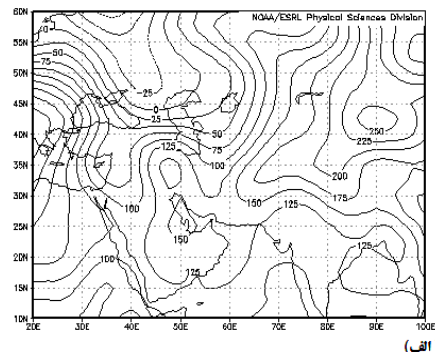 NOAA/ESRL Physical Sciences Division
60N
55N
50N
45N
40N
35N
30N
25N
20N
15N
10N
50
75
-25
0
-25
50
75
100
125
250
225
200
175
150
125
100
150
125
100
125
20E
30E
40E
50E
60E
70E
80E
90E
100E
الف)